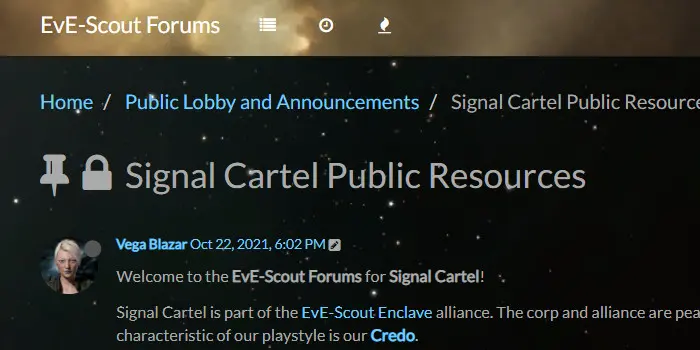 EvE-Scout Forums
Home / Public Lobby and Announcements / Signal Cartel Public
Signal Cartel Public Resources
Vega Blazar Oct 22, 2021, 6:02 PM
Welcome to the EvE-Scout Forums for Signal Cartel!
Signal Cartel is part of the EvE-Scout Enclave alliance. The corp and alliance are
characteristic of our playstyle is our Credo.